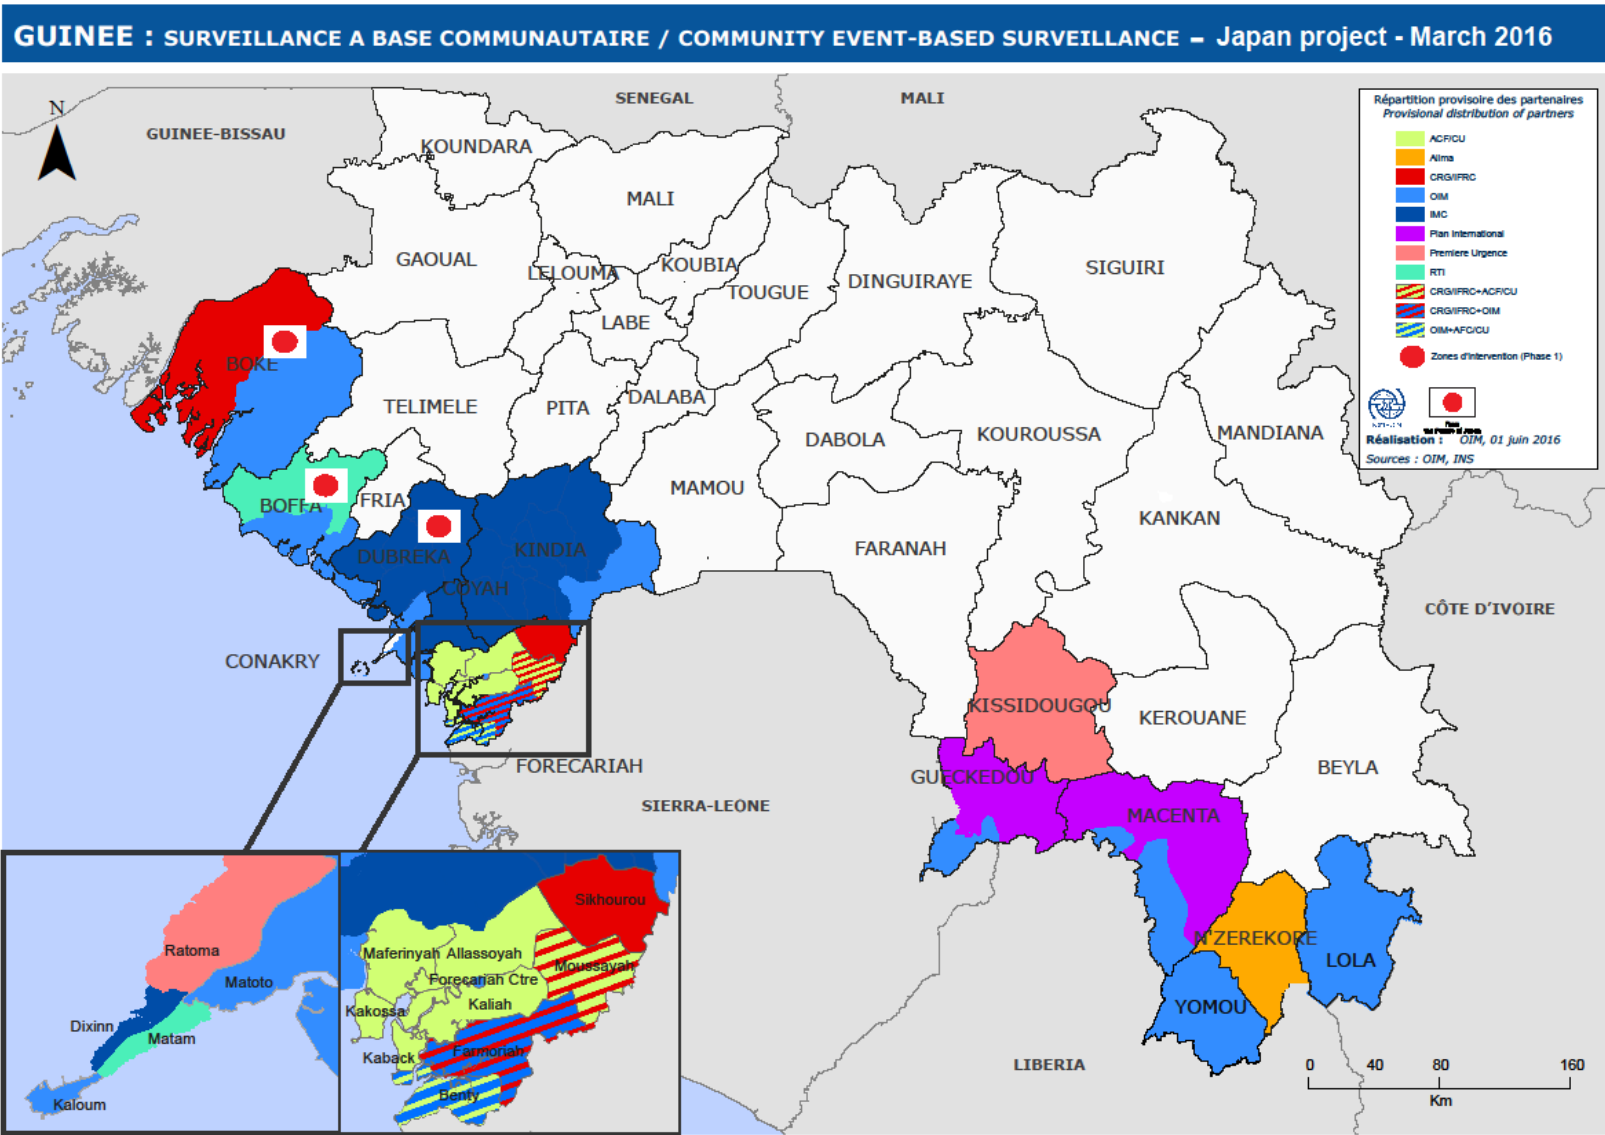 GUINEE : SURVEILLANCE A BASE COMMUNAUTAIRE / COMMUNITY EVENT-BASED SURVEILLANCE – Japan project - March 2016
N
SENEGAL
MALI
GUINEE-BISSAU
Répartition provisoire des partenaires
Provisional distribution of partners
ACF/CU
Alima
CRG/IFRC
OIM
IMC
Plan International
Premiere Urgence
RTI
CRG/IFRC+ACF/CU
CRG/IFRC+OIM
OIM+AFC/CU
Zones d'Intervention (Phase 1)
Réalisation : OIM, 01 juin 2016
Sources : OIM, INS
KOUNDARA
MALI
GAOUAL
LELOUMA
KOUBIA
TOUGUE
DINGUIRAYE
SIGUIRI
LABE
BOKE
TELIMELE
PITA
DALABA
DABOLA
KOUROUSSA
MANDIANA
MAMOU
BOFFA
FRIA
KANKAN
DUBREKA
KINDIA
FARANAH
COYAH
CÔTE D'IVOIRE
CONAKRY
KISSIDOUGOU
KEROUANE
FORECARIAH
GUECKEDOU
BEYLA
SIERRA-LEONE
MACENTA
N'ZEREKORE
LOLA
YOMOU
LIBERIA
0 40 80 160
Km
Ratoma
Matoto
Dixinn
Matam
Kaloum
Sikhourou
Maferinyah
Allassoyah
Moussayah
Forecariah Ctre
Kaliah
Kakossa
Kaback
Farmoriah
Benty